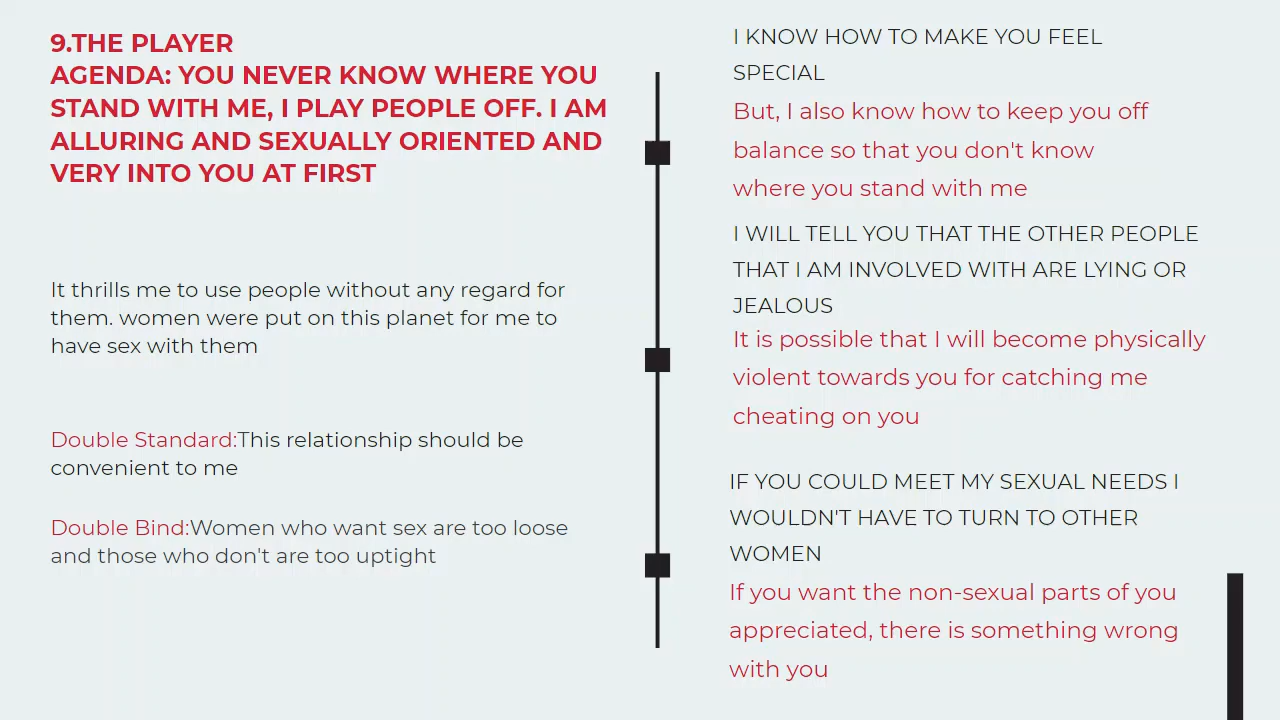 9.THE PLAYER
AGENDA: YOU NEVER KNOW WHERE YOU
STAND WITH ME, I PLAY PEOPLE OFF. I AM
ALLURING AND SEXUALLY ORIENTED AND
VERY INTO YOU AT FIRST
It thrills me to use people without any regard for
them. women were put on this planet for me to
have sex with them
Double Standard:This relationship should be
convenient to me
Double Bind:Women who want sex are too loose
and those who don't are too uptight
I KNOW HOW TO MAKE YOU FEEL
SPECIAL
But, I also know how to keep you off
balance so that you don't know
where you stand with me
I WILL TELL YOU THAT THE OTHER PEOPLE
THAT I AM INVOLVED WITH ARE LYING OR
JEALOUS
It is possible that I will become physically
violent towards you for catching me
cheating on you
IF YOU COULD MEET MY SEXUAL NEEDS I
WOULDN'T HAVE TO TURN TO OTHER
WOMEN
If you want the non-sexual parts of you
appreciated, there is something wrong
with you